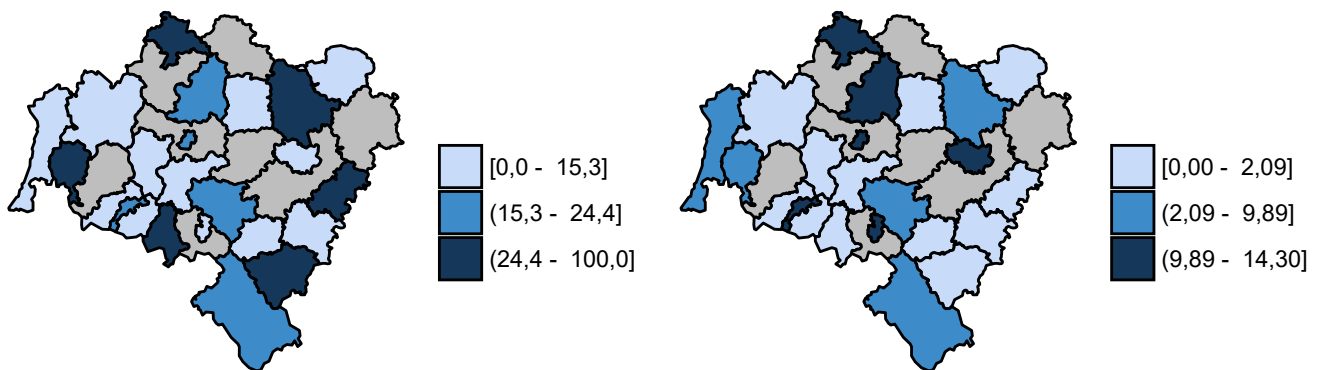 [0,0 - 15,3]
(15,3 - 24,4]
(24,4 - 100,0]
[0,00 - 2,09]
(2,09 - 9,89]
(9,89 - 14,30]